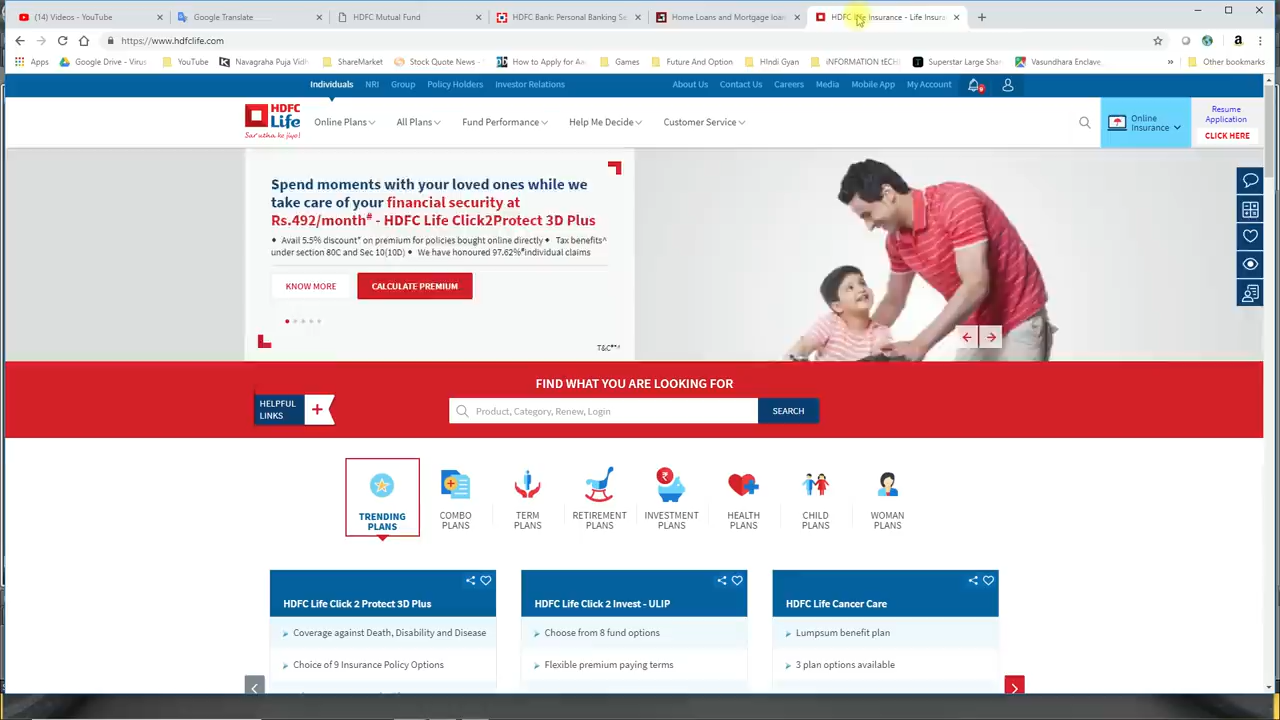 (14) Videos - YouTube
Google Translate
HDFC Mutual Fund
HDFC Bank: Personal Banking Se
Home Loans and Mortgage loan
Insurance - Life Insura
https://www.hdfclife.com
Apps
Google Drive - Virus
YouTube
Navagraha Puja Vidh
ShareMarket
Stock Quote News -
How to Apply for An
Games
Future And Option
HIndi Gyan
iNFORMATION tECH
Superstar Large Shar
Vasundhara Enclave
»
Other bookmarks
Individuals
NRI
Group
Policy Holders
Investor Relations
About Us
Contact Us
Careers
Media
Mobile App
My Account
HDFC
Life
Sar utha ke jiyo!
Online Plans
All Plans
Fund Performance
Help Me Decide
Customer Service
Online
Insurance
Resume
Application
CLICK HERE
Spend moments with your loved ones while we
take care of your financial security at
Rs.492/month# - HDFC Life Click2Protect 3D Plus
♦ Avail 5.5% discount* on premium for policies bought online directly ♦ Tax benefits^
under section 80C and Sec 10(10D) ♦ We have honoured 97.62%*individual claims
KNOW MORE
CALCULATE PREMIUM
FIND WHAT YOU ARE LOOKING FOR
HELPFUL
LINKS
+
Product, Category, Renew, Login
SEARCH
TRENDING
PLANS
COMBO
PLANS
TERM
PLANS
RETIREMENT
PLANS
INVESTMENT
PLANS
HEALTH
PLANS
CHILD
PLANS
WOMAN
PLANS
HDFC Life Click 2 Protect 3D Plus
Coverage against Death, Disability and Disease
Choice of 9 Insurance Policy Options
HDFC Life Click 2 Invest - ULIP
Choose from 8 fund options
Flexible premium paying terms
HDFC Life Cancer Care
Lumpsum benefit plan
3 plan options available